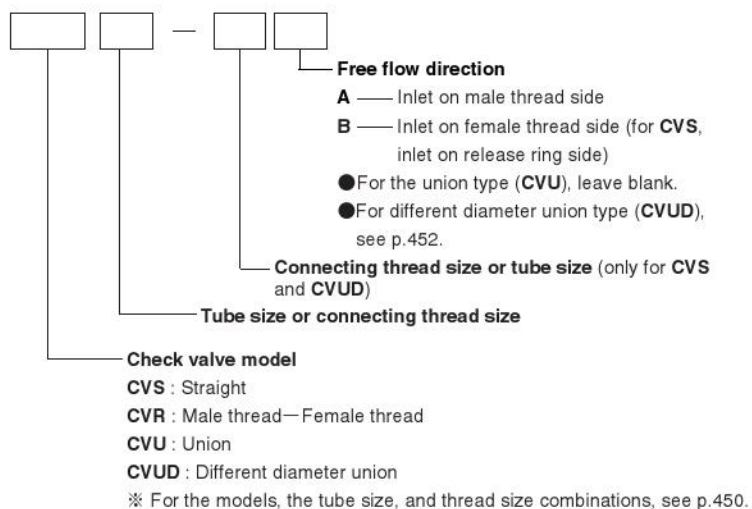 Free flow direction
A —— Inlet on male thread side
B —— Inlet on female thread side (for CVS,
inlet on release ring side)
●For the union type (CVU), leave blank.
●For different diameter union type (CVUD),
see p.452.
Connecting thread size or tube size (only for CVS
and CVUD)
Tube size or connecting thread size
Check valve model
CVS : Straight
CVR : Male thread—Female thread
CVU : Union
CVUD : Different diameter union
※ For the models, the tube size, and thread size combinations, see p.450.